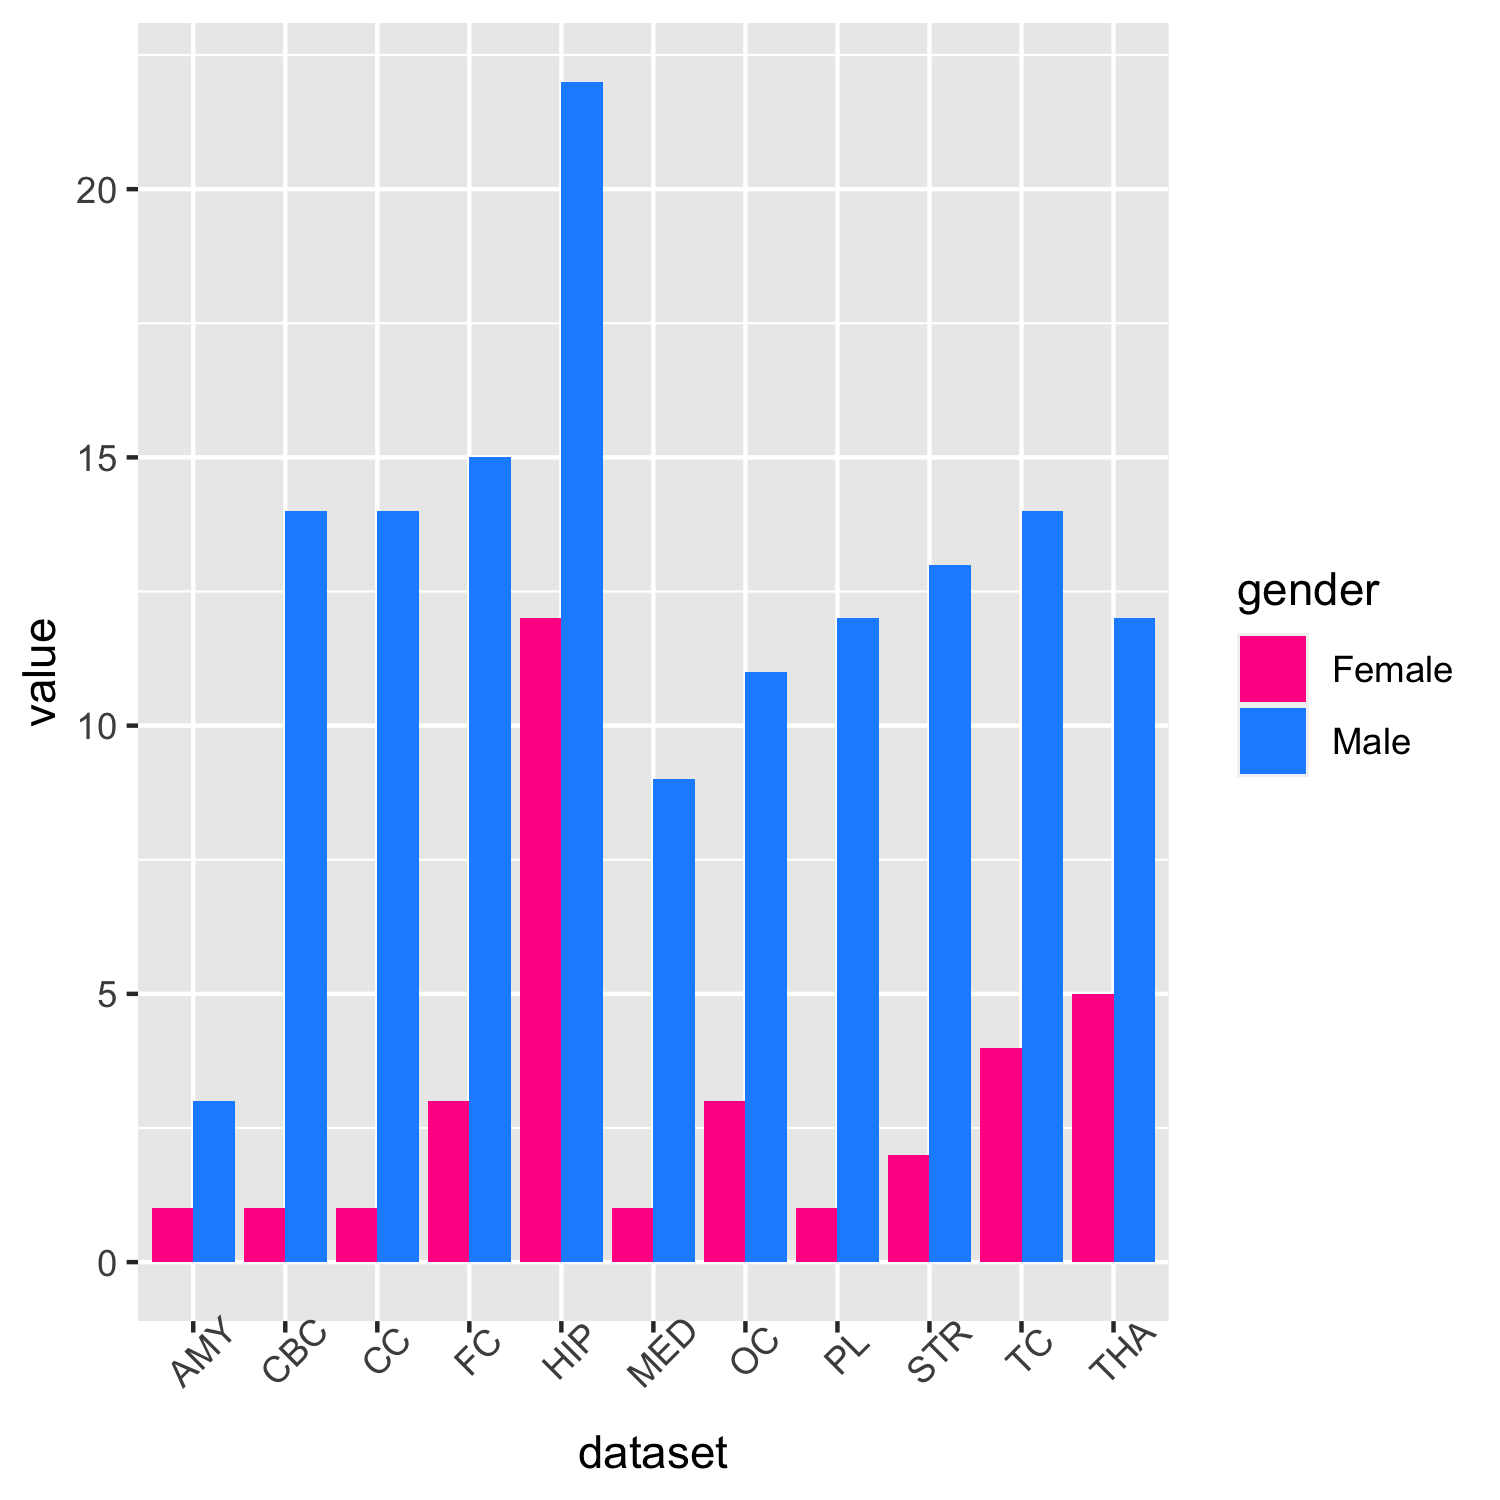 value
20
15
10
5
0
AMY
CBC
CC
FC
HIP
MED
OC
PL
STR
TC
THA
dataset
gender
Female
Male